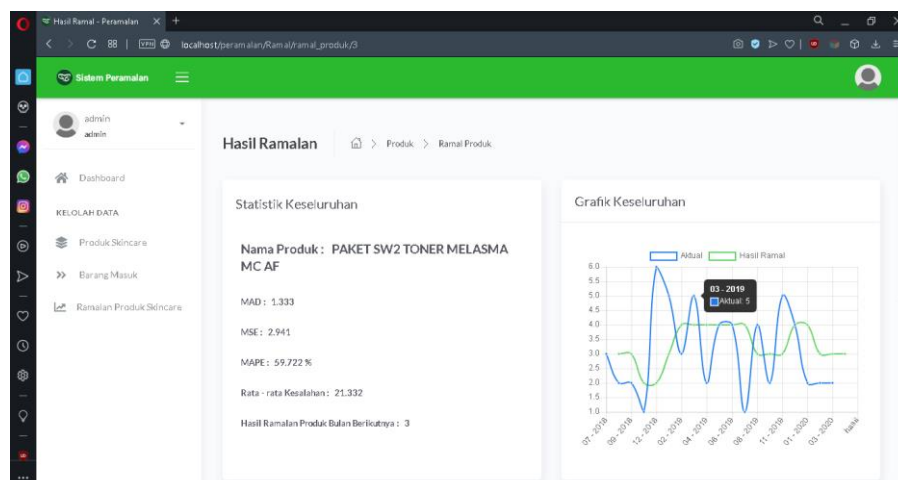 Hasil Ramal - Peramalan
88
VPN
localhost/peramalan/Ramal/ramal_produk/3
Sistem Peramalan
admin
admin
Dashboard
KELOLAH DATA
Produk Skincare
Barang Masuk
Ramalan Produk Skincare
Hasil Ramalan
Produk > Ramal Produk
Statistik Keseluruhan
Nama Produk : PAKET SW2 TONER MELASMA
MC AF
MAD : 1.333
MSE : 2.941
MAPE : 59.722 %
Rata - rata Kesalahan : 21.332
Hasil Ramalan Produk Bulan Berikutnya : 3
Grafik Keseluruhan
Aktual Hasil Ramal
6.0
5.5
5.0
4.5
4.0
3.5
3.0
2.5
2.0
1.5
1.0
03 - 2019
Aktual: 5
07 - 2018
09 - 2018
12 - 2018
02 - 2019
04 - 2019
06 - 2019
08 - 2019
11 - 2019
01 - 2020
03 - 2020